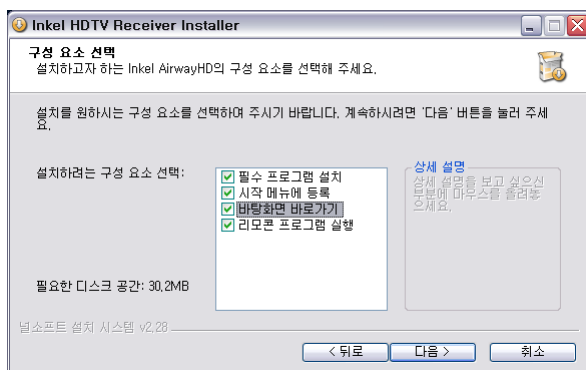 Inkel HDTV Receiver Installer
구성 요소 선택
설치하고자 하는 Inkel AirwayHD의 구성 요소를 선택해 주세요.
설치를 원하시는 구성 요소를 선택하여 주시기 바랍니다. 계속하시려면 '다음' 버튼을 눌러 주세
요.
설치하려는 구성 요소 선택:
필수 프로그램 설치
시작 메뉴에 등록
바탕화면 바로가기
리모콘 프로그램 실행
상세 설명
상세 설명을 보고 싶으신
부분에 마우스를 올려놓
으세요.
필요한 디스크 공간: 30.2MB
널소프트 설치 시스템 v2.28
< 뒤로
다음 >
취소